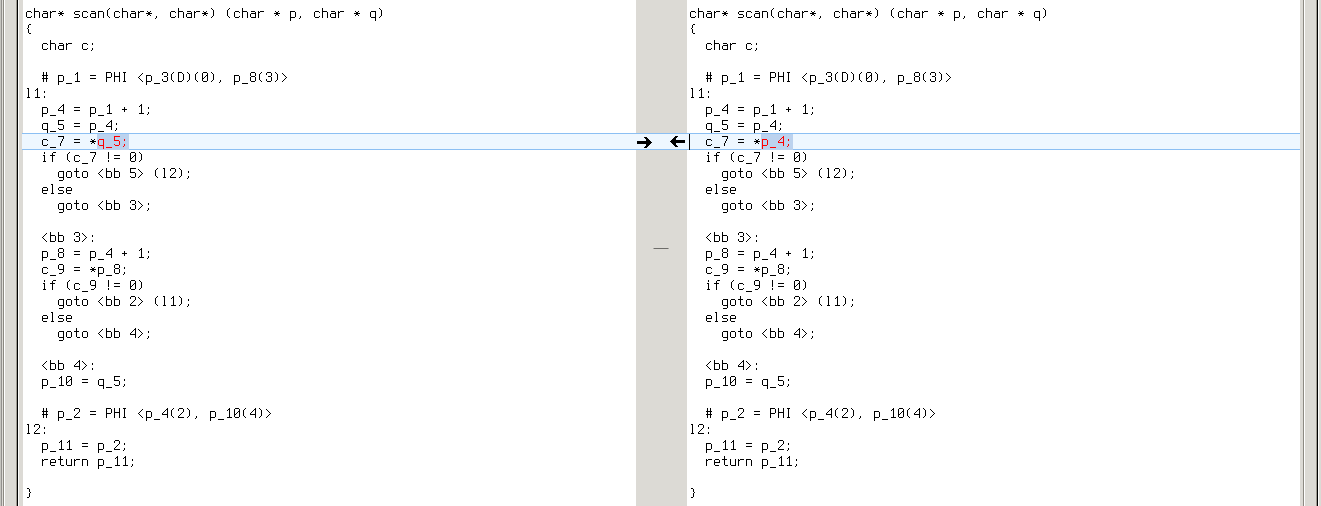 char* scan(char*, char*) (char * p, char * q)
{
  char c;

  # p_1 = PHI <p_3(D)(0), p_8(3)>
l1:
  p_4 = p_1 + 1;
  q_5 = p_4;
  c_7 = *q_5;
  if (c_7 != 0)
    goto <bb 5> (l2);
  else
    goto <bb 3>;

  <bb 3>:
  p_8 = p_4 + 1;
  c_9 = *p_8;
  if (c_9 != 0)
    goto <bb 2> (l1);
  else
    goto <bb 4>;

  <bb 4>:
  p_10 = q_5;

  # p_2 = PHI <p_4(2), p_10(4)>
l2:
  p_11 = p_2;
  return p_11;

}
char* scan(char*, char*) (char * p, char * q)
{
  char c;

  # p_1 = PHI <p_3(D)(0), p_8(3)>
l1:
  p_4 = p_1 + 1;
  q_5 = p_4;
  c_7 = *p_4;
  if (c_7 != 0)
    goto <bb 5> (l2);
  else
    goto <bb 3>;

  <bb 3>:
  p_8 = p_4 + 1;
  c_9 = *p_8;
  if (c_9 != 0)
    goto <bb 2> (l1);
  else
    goto <bb 4>;

  <bb 4>:
  p_10 = q_5;

  # p_2 = PHI <p_4(2), p_10(4)>
l2:
  p_11 = p_2;
  return p_11;

}